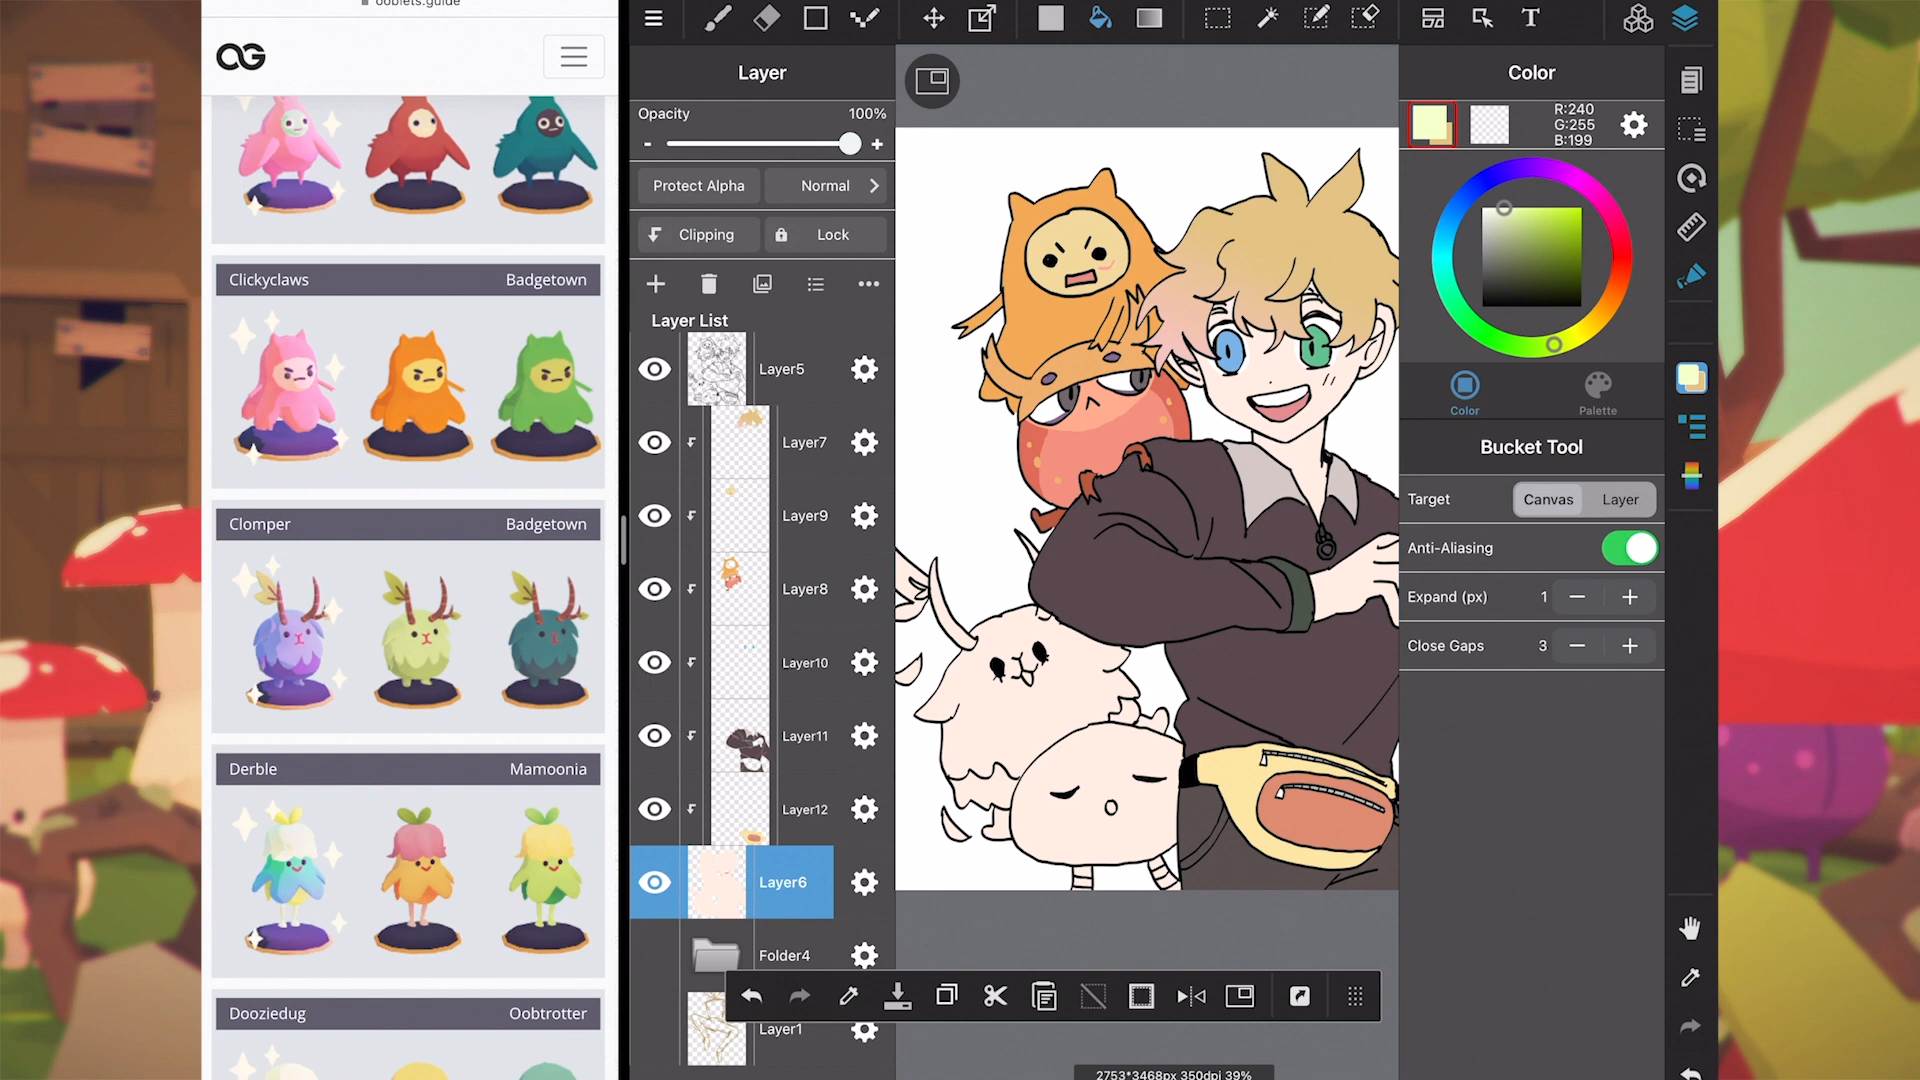 ooblets.guide
OG
Clickyclaws Badgetown
Clomper Badgetown
Derble Mamoonia
Dooziedug Oobtrotter
Layer
Opacity 100%
- +
Protect Alpha Normal
Clipping Lock
Layer List
Layer5
Layer7
Layer9
Layer8
Layer10
Layer11
Layer12
Layer6
Folder4
Layer1
T
2753*3468px 350dpi 39%
Color
R:240
G:255
B:199
Color Palette
Bucket Tool
Target Canvas Layer
Anti-Aliasing
Expand (px) 1 − +
Close Gaps 3 − +